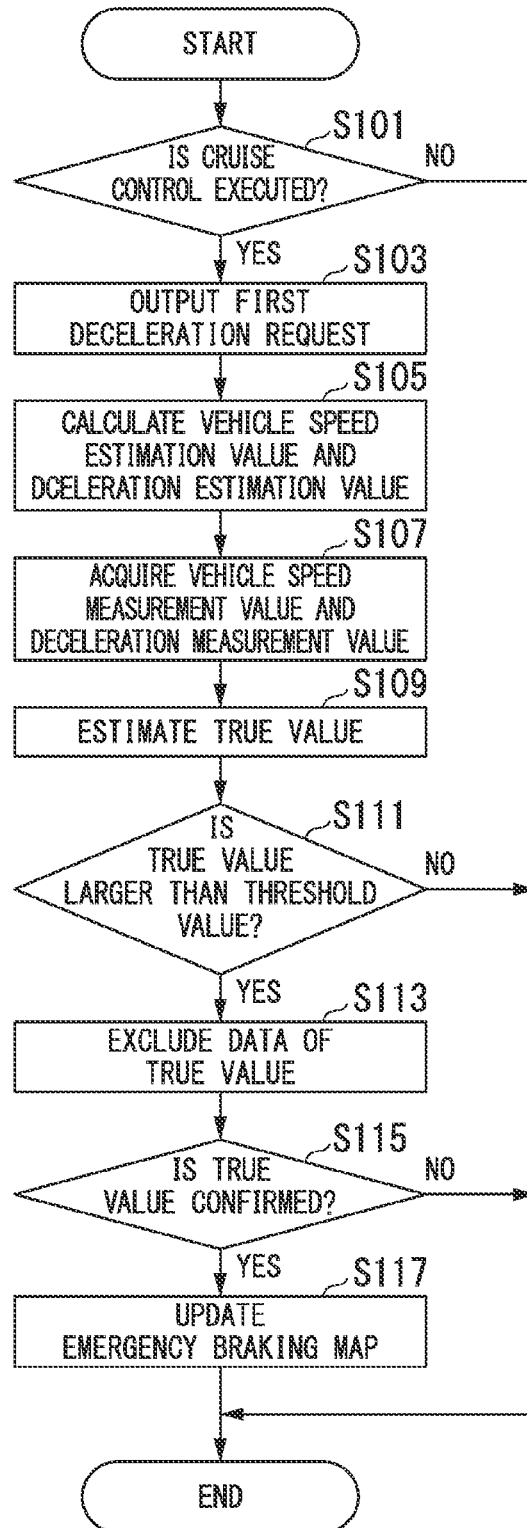 START
S101
IS CRUISE
CONTROL EXECUTED?
NO
YES
S103
OUTPUT FIRST
DECELERATION REQUEST
S105
CALCULATE VEHICLE SPEED
ESTIMATION VALUE AND
DCELERATION ESTIMATION VALUE
S107
ACQUIRE VEHICLE SPEED
MEASUREMENT VALUE AND
DECELERATION MEASUREMENT VALUE
S109
ESTIMATE TRUE VALUE
S111
IS
TRUE VALUE
LARGER THAN THRESHOLD
VALUE?
NO
YES
S113
EXCLUDE DATA OF
TRUE VALUE
S115
IS TRUE
VALUE CONFIRMED?
NO
YES
S117
UPDATE
EMERGENCY BRAKING MAP
END